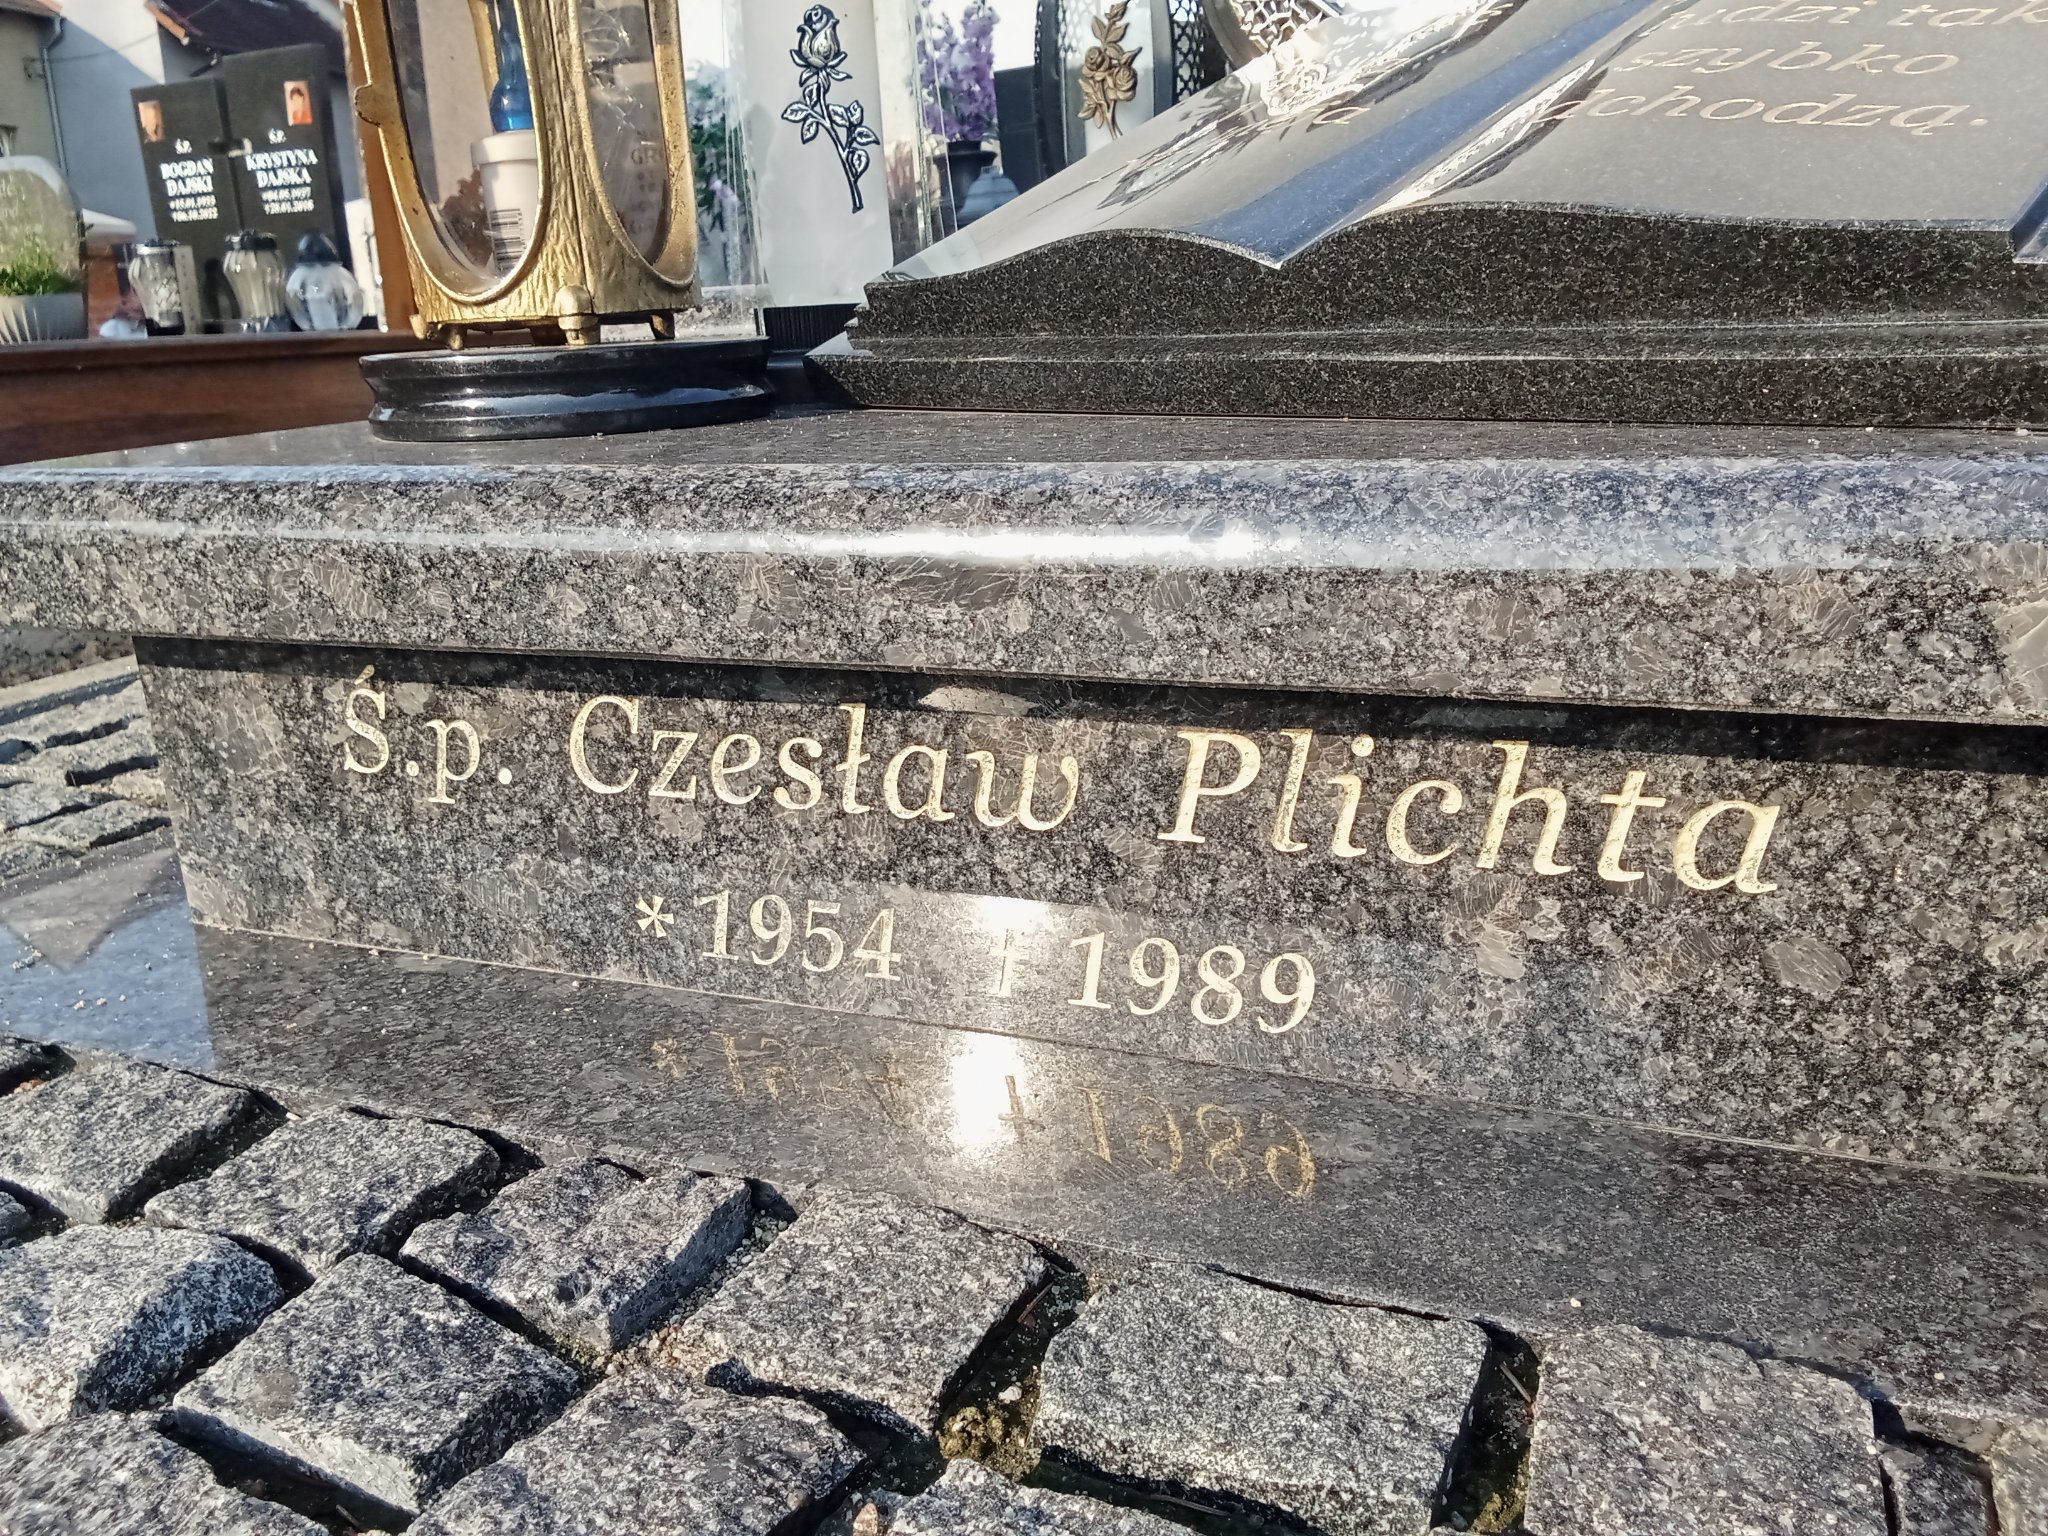 Ś.P.
BOGDAN
DAJSKI
Ś.P.
KRYSTYNA
DAJSKA
szybko
odchodzą.
Ś.p. Czesław Plichta
* 1954 † 1989